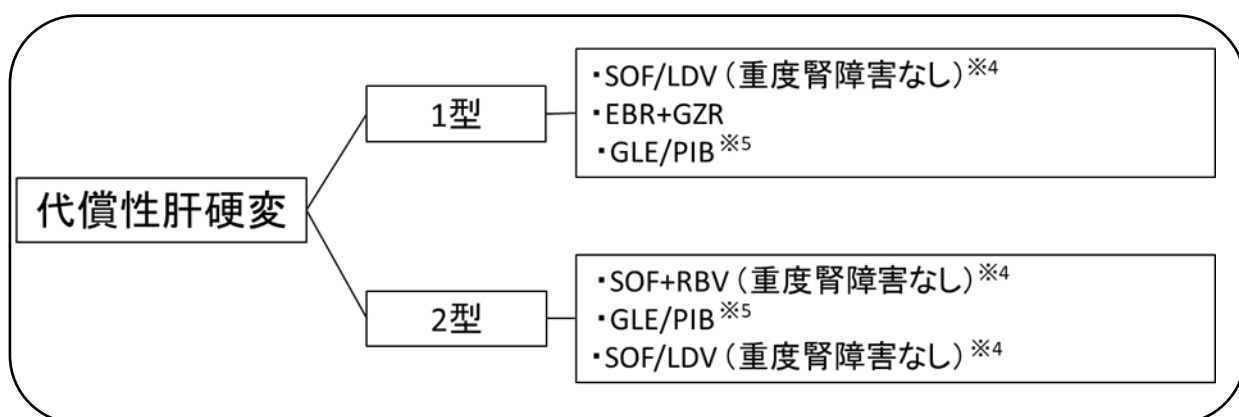 代償性肝硬変
1型
・SOF/LDV（重度腎障害なし）※4
・EBR+GZR
・GLE/PIB※5
2型
・SOF+RBV（重度腎障害なし）※4
・GLE/PIB※5
・SOF/LDV（重度腎障害なし）※4